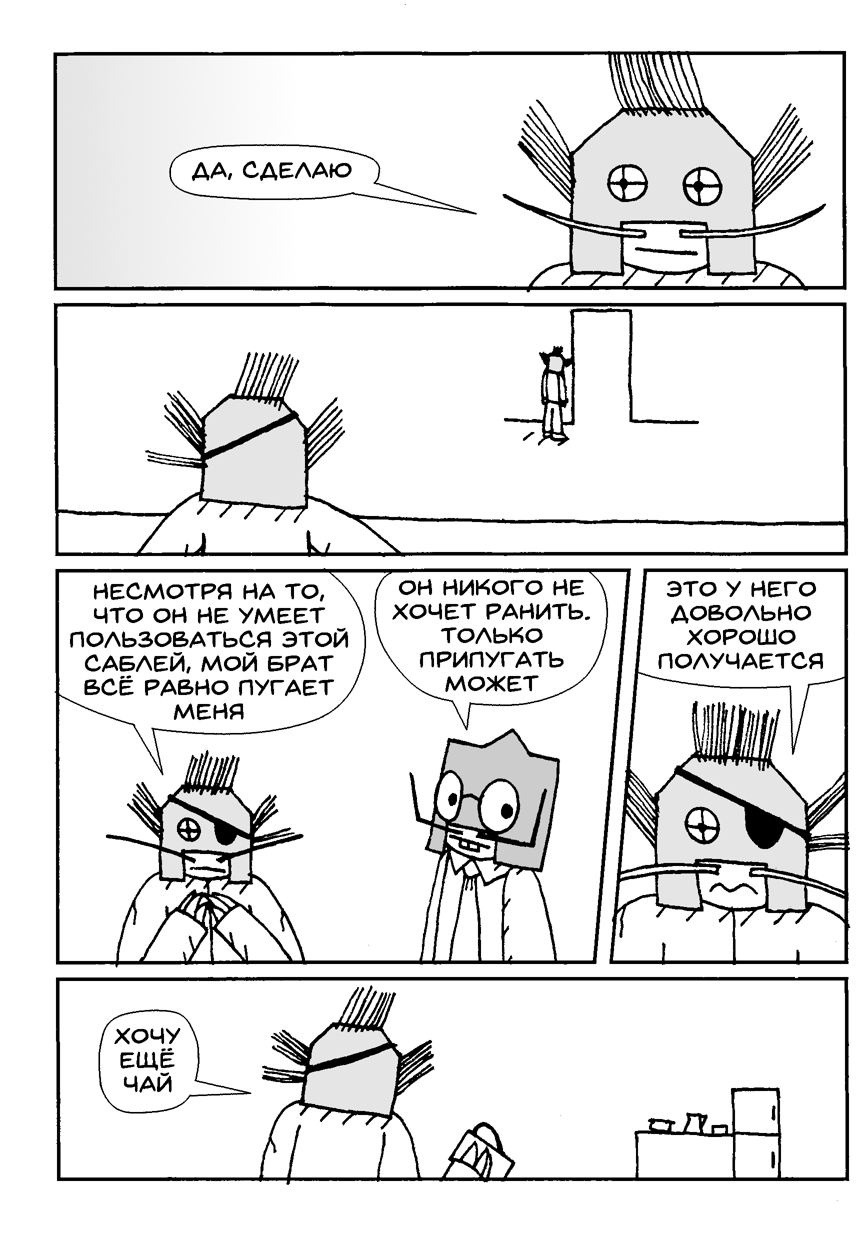 ДА, СДЕЛАЮ
НЕСМОТРЯ НА ТО,
ЧТО ОН НЕ УМЕЕТ
ПОЛЬЗОВАТЬСЯ ЭТОЙ
САБЛЕЙ, МОЙ БРАТ
ВСЁ РАВНО ПУГАЕТ
МЕНЯ
ОН НИКОГО НЕ
ХОЧЕТ РАНИТЬ.
ТОЛЬКО
ПРИПУГАТЬ
МОЖЕТ
ЭТО У НЕГО
ДОВОЛЬНО
ХОРОШО
ПОЛУЧАЕТСЯ
ХОЧУ
ЕЩЁ
ЧАЙ